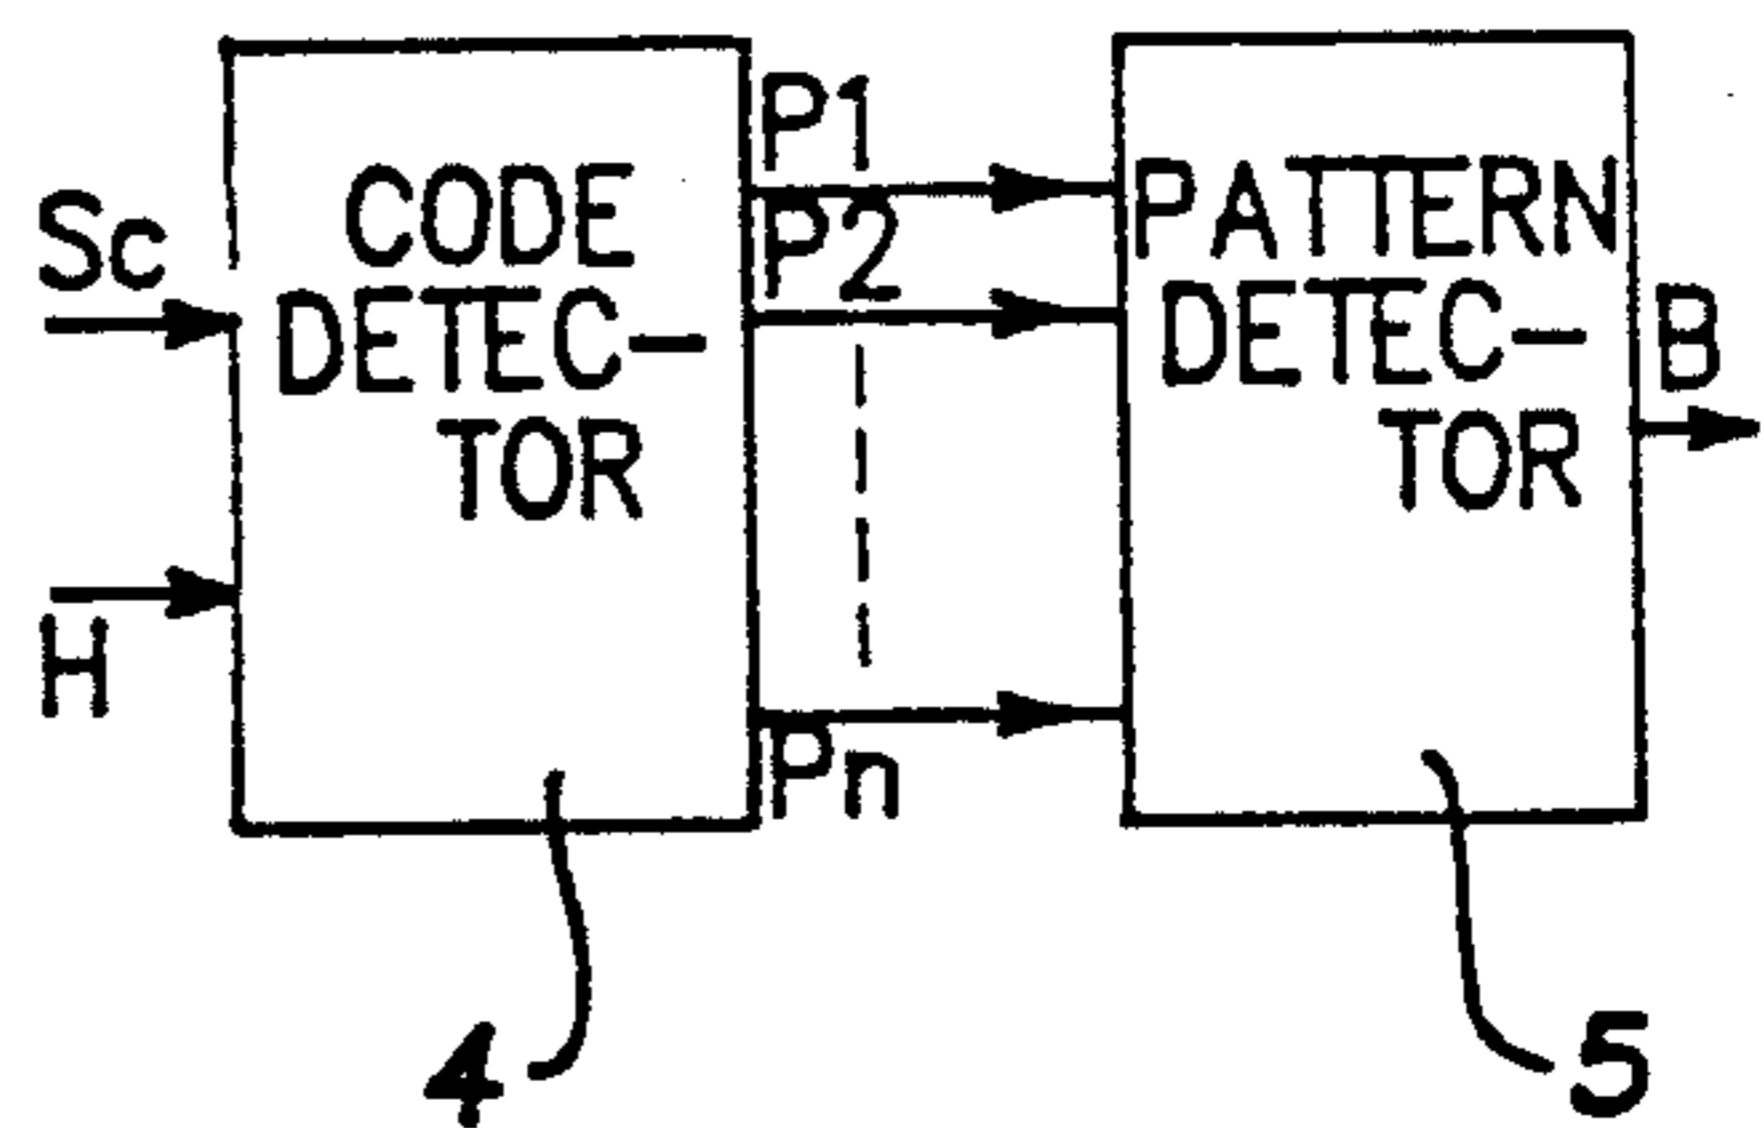 Sc
H
CODE
DETEC-
TOR
P1
P2
Pn
PATTERN
DETEC-
TOR
B
4
5